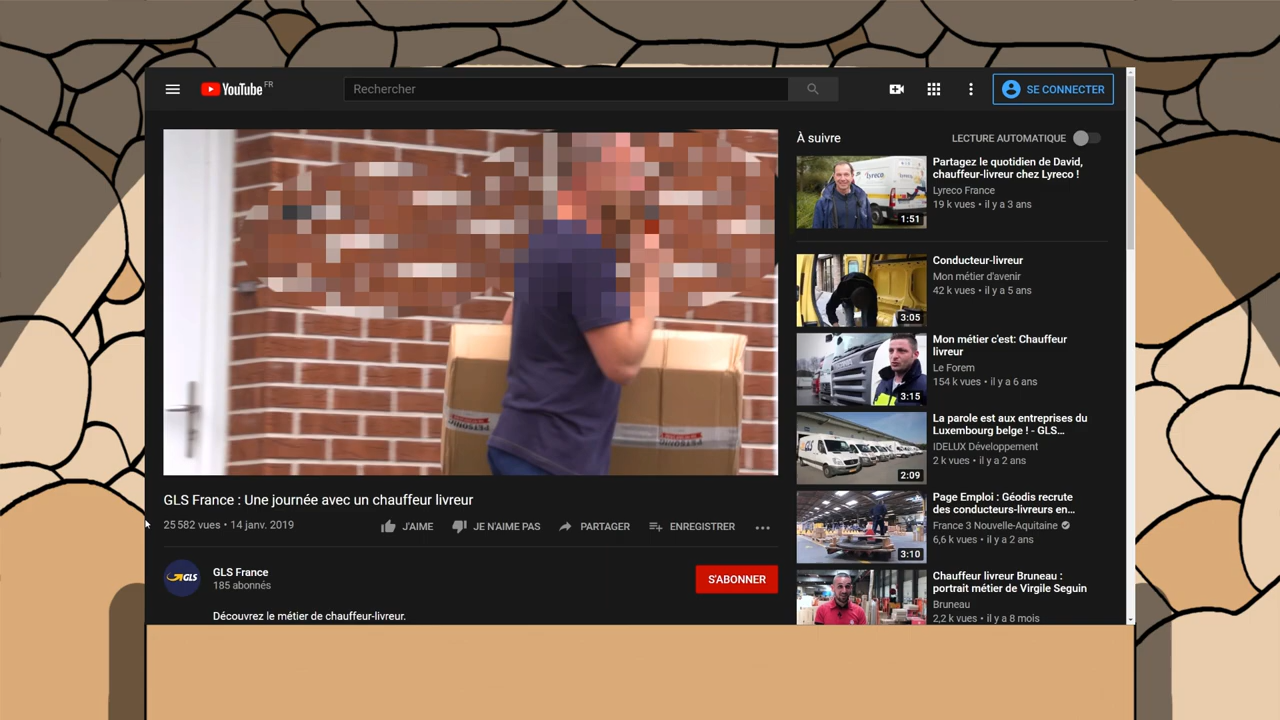 YouTube FR
Rechercher
SE CONNECTER
GLS France : Une journée avec un chauffeur livreur
25 582 vues • 14 janv. 2019
J'AIME
JE N'AIME PAS
PARTAGER
ENREGISTRER
GLS
GLS France
185 abonnés
S'ABONNER
Découvrez le métier de chauffeur-livreur.
À suivre
LECTURE AUTOMATIQUE
lyreco
1:51
Partagez le quotidien de David,
chauffeur-livreur chez Lyreco !
Lyreco France
19 k vues • il y a 3 ans
3:05
Conducteur-livreur
Mon métier d'avenir
42 k vues • il y a 5 ans
3:15
Mon métier c'est: Chauffeur
livreur
Le Forem
154 k vues • il y a 6 ans
2:09
La parole est aux entreprises du
Luxembourg belge ! - GLS...
IDELUX Développement
2 k vues • il y a 2 ans
3:10
Page Emploi : Géodis recrute
des conducteurs-livreurs en...
France 3 Nouvelle-Aquitaine
6,6 k vues • il y a 2 ans
Chauffeur livreur Bruneau :
portrait métier de Virgile Seguin
Bruneau
2,2 k vues • il y a 8 mois